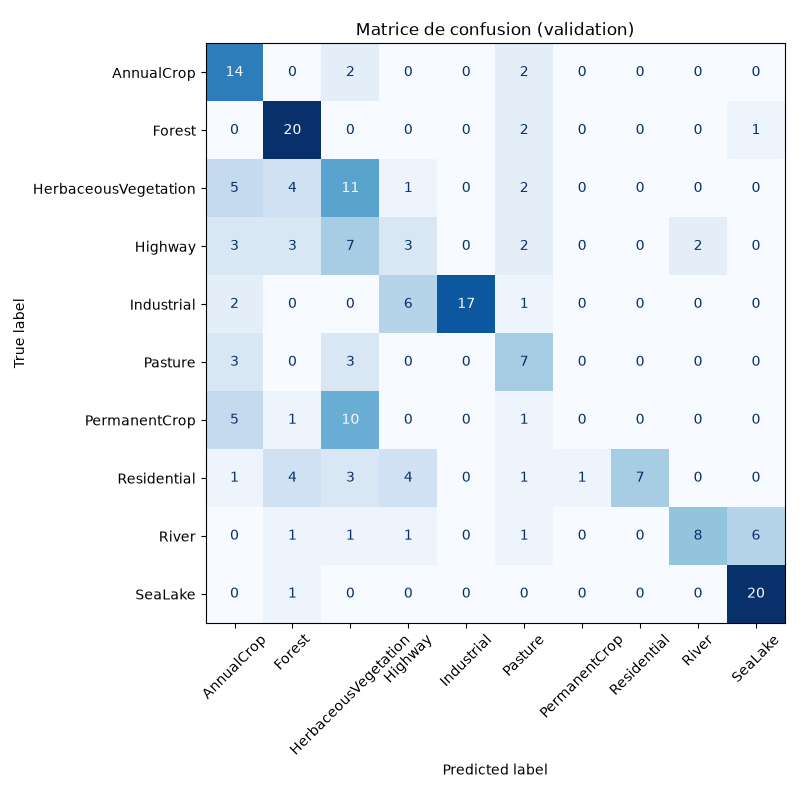 Matrice de confusion (validation)
AnnualCrop 14 0 2 0 0 2 0 0 0 0
Forest 0 20 0 0 0 2 0 0 0 1
HerbaceousVegetation 5 4 11 1 0 2 0 0 0 0
Highway 3 3 7 3 0 2 0 0 2 0
Industrial 2 0 0 6 17 1 0 0 0 0
Pasture 3 0 3 0 0 7 0 0 0 0
PermanentCrop 5 1 10 0 0 1 0 0 0 0
Residential 1 4 3 4 0 1 1 7 0 0
River 0 1 1 1 0 1 0 0 8 6
SeaLake 0 1 0 0 0 0 0 0 0 20
True label
AnnualCrop Forest HerbaceousVegetation Highway Industrial Pasture PermanentCrop Residential River SeaLake
Predicted label